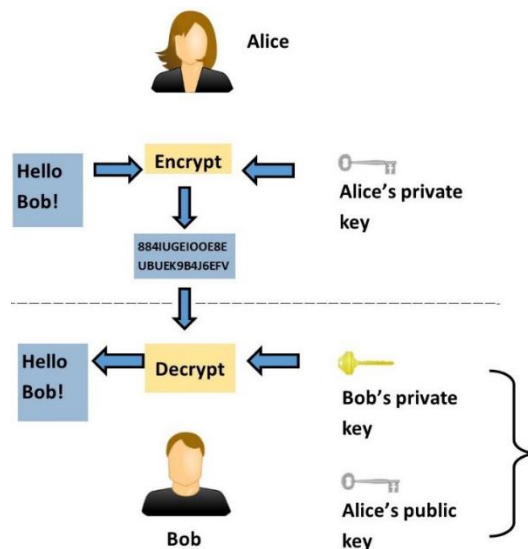 Alice
Hello
Bob!
Encrypt
Alice's private
key
884IUGEIOOE8E
UBUEK9B4J6EFV
Hello
Bob!
Decrypt
Bob's private
key
Alice's public
key
Bob